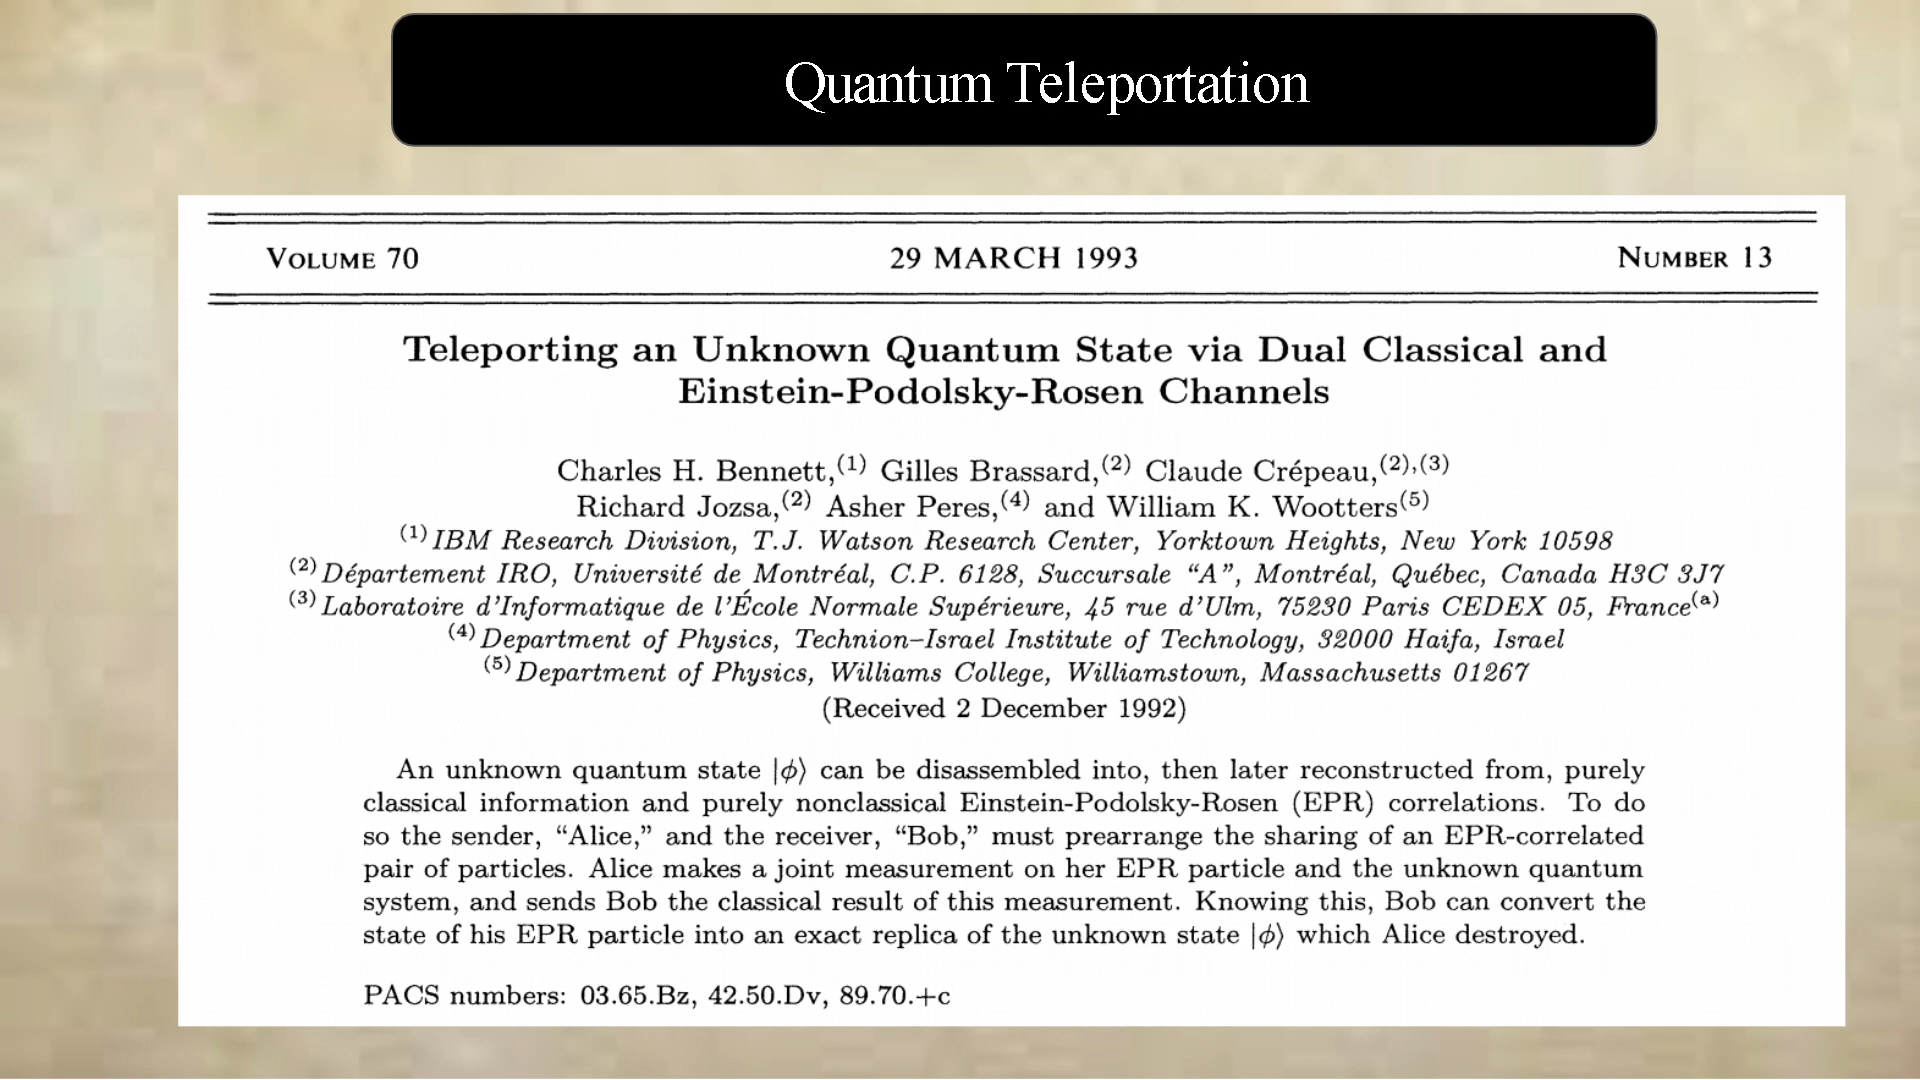 Quantum Teleportation
VOLUME 70 29 MARCH 1993 NUMBER 13
Teleporting an Unknown Quantum State via Dual Classical and
Einstein-Podolsky-Rosen Channels
Charles H. Bennett,(1) Gilles Brassard,(2) Claude Crépeau,(2),(3)
Richard Jozsa,(2) Asher Peres,(4) and William K. Wootters(5)
(1) IBM Research Division, T.J. Watson Research Center, Yorktown Heights, New York 10598
(2) Département IRO, Université de Montréal, C.P. 6128, Succursale “A”, Montréal, Québec, Canada H3C 3J7
(3) Laboratoire d’Informatique de l’École Normale Supérieure, 45 rue d’Ulm, 75230 Paris CEDEX 05, France(a)
(4) Department of Physics, Technion–Israel Institute of Technology, 32000 Haifa, Israel
(5) Department of Physics, Williams College, Williamstown, Massachusetts 01267
(Received 2 December 1992)
An unknown quantum state |ϕ⟩ can be disassembled into, then later reconstructed from, purely
classical information and purely nonclassical Einstein-Podolsky-Rosen (EPR) correlations. To do
so the sender, “Alice,” and the receiver, “Bob,” must prearrange the sharing of an EPR-correlated
pair of particles. Alice makes a joint measurement on her EPR particle and the unknown quantum
system, and sends Bob the classical result of this measurement. Knowing this, Bob can convert the
state of his EPR particle into an exact replica of the unknown state |ϕ⟩ which Alice destroyed.
PACS numbers: 03.65.Bz, 42.50.Dv, 89.70.+c